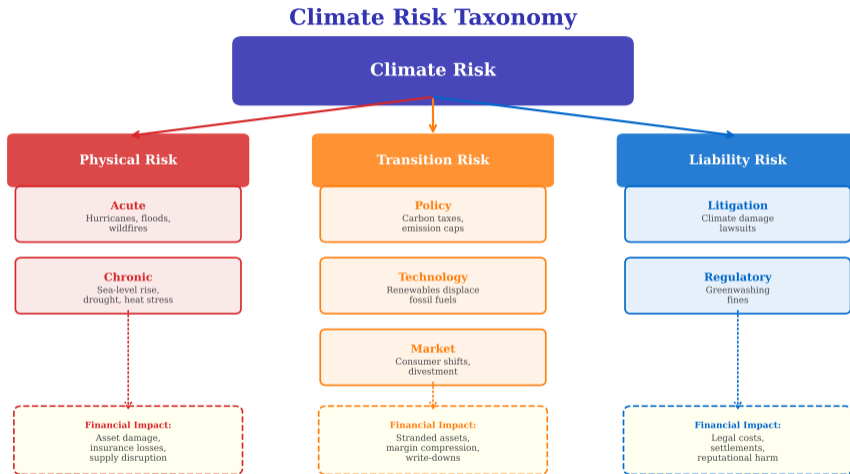 Climate Risk Taxonomy
Climate Risk
Physical Risk
Acute
Hurricanes, floods,
wildfires
Chronic
Sea-level rise,
drought, heat stress
Financial Impact:
Asset damage,
insurance losses,
supply disruption
Transition Risk
Policy
Carbon taxes,
emission caps
Technology
Renewables displace
fossil fuels
Market
Consumer shifts,
divestment
Financial Impact:
Stranded assets,
margin compression,
write-downs
Liability Risk
Litigation
Climate damage
lawsuits
Regulatory
Greenwashing
fines
Financial Impact:
Legal costs,
settlements,
reputational harm